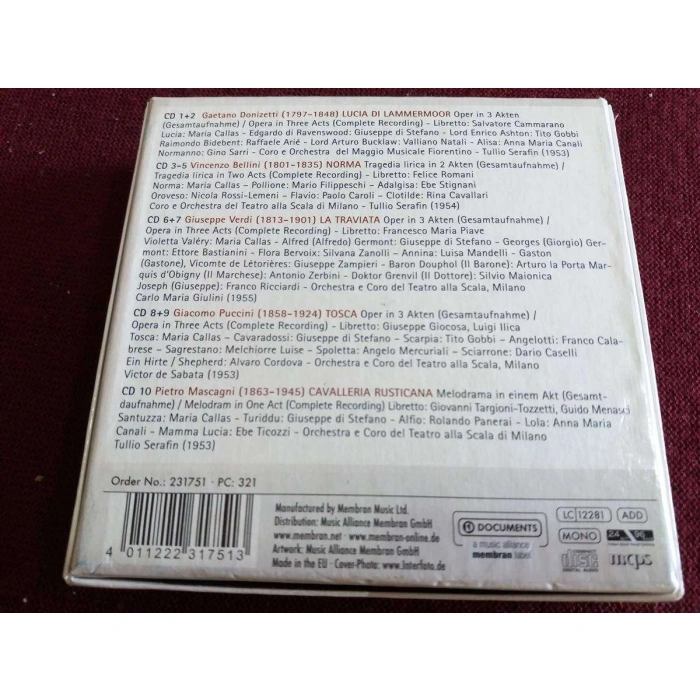 CD 1+2 Gaetano Donizetti (1797–1848) LUCIA DI LAMMERMOOR Oper in 3 Akten
(Gesamtaufnahme) / Opera in Three Acts (Complete Recording) – Libretto: Salvatore Cammarano
Lucia: Maria Callas – Edgardo di Ravenswood: Giuseppe di Stefano – Lord Enrico Ashton: Tito Gobbi
Raimondo Bidebent: Raffaele Arié – Lord Arturo Bucklaw: Valliano Natali – Alisa: Anna Maria Canali
Normanno: Gino Sarri – Coro e Orchestra del Maggio Musicale Fiorentino – Tullio Serafin (1953)
CD 3–5 Vincenzo Bellini (1801–1835) NORMA Tragedia lirica in 2 Akten (Gesamtaufnahme) /
Tragedia lirica in Two Acts (Complete Recording) – Libretto: Felice Romani
Norma: Maria Callas – Pollione: Mario Filippeschi – Adalgisa: Ebe Stignani
Oroveso: Nicola Rossi-Lemeni – Flavio: Paolo Caroli – Clotilde: Rina Cavallari
Coro e Orchestra del Teatro alla Scala di Milano – Tullio Serafin (1954)
CD 6+7 Giuseppe Verdi (1813–1901) LA TRAVIATA Oper in 3 Akten (Gesamtaufnahme) /
Opera in Three Acts (Complete Recording) – Libretto: Francesco Maria Piave
Violetta Valéry: Maria Callas – Alfred (Alfredo) Germont: Giuseppe di Stefano – Georges (Giorgio) Ger-
mont: Ettore Bastianini – Flora Bervoix: Silvana Zanolli – Annina: Luisa Mandelli – Gaston
(Gastone), Vicomte de Létorières: Giuseppe Zampieri – Baron Douphol (Il Barone): Arturo la Porta Mar-
quis d'Obigny (Il Marchese): Antonio Zerbini – Doktor Grenvil (Il Dottore): Silvio Maionica
Joseph (Giuseppe): Franco Ricciardi – Orchestra e Coro del Teatro alla Scala, Milano
Carlo Maria Giulini (1955)
CD 8+9 Giacomo Puccini (1858–1924) TOSCA Oper in 3 Akten (Gesamtaufnahme) /
Opera in Three Acts (Complete Recording) – Libretto: Giuseppe Giocosa, Luigi Ilica
Tosca: Maria Callas – Cavaradossi: Giuseppe di Stefano – Scarpia: Tito Gobbi – Angelotti: Franco Cala-
brese – Sagrestano: Melchiorre Luise – Spoletta: Angelo Mercuriali – Sciarrone: Dario Caselli
Ein Hirte / Shepherd: Alvaro Cordova – Orchestra e Coro del Teatro alla Scala, Milano
Victor de Sabata (1953)
CD 10 Pietro Mascagni (1863–1945) CAVALLERIA RUSTICANA Melodrama in einem Akt (Gesamt-
daufnahme) / Melodram in One Act (Complete Recording) Libretto: Giovanni Targioni-Tozzetti, Guido Menasci
Santuzza: Maria Callas – Turiddu: Giuseppe di Stefano – Alfio: Rolando Panerai – Lola: Anna Maria
Canali – Mamma Lucia: Ebe Ticozzi – Orchestra e Coro del Teatro alla Scala di Milano
Tullio Serafin (1953)
Order No.: 231751 · PC: 321
4 011222 317513
Manufactured by Membran Music Ltd.
Distribution: Music Alliance Membran GmbH
www.membran.net · www.membran-online.de
Artwork: Music Alliance Membran GmbH
Made in the EU · Cover-Photo: www.interfoto.de
DOCUMENTS
a music alliance
membran label
LC 12281 ADD
MONO 24 96
disc
DIGITAL AUDIO
mcps